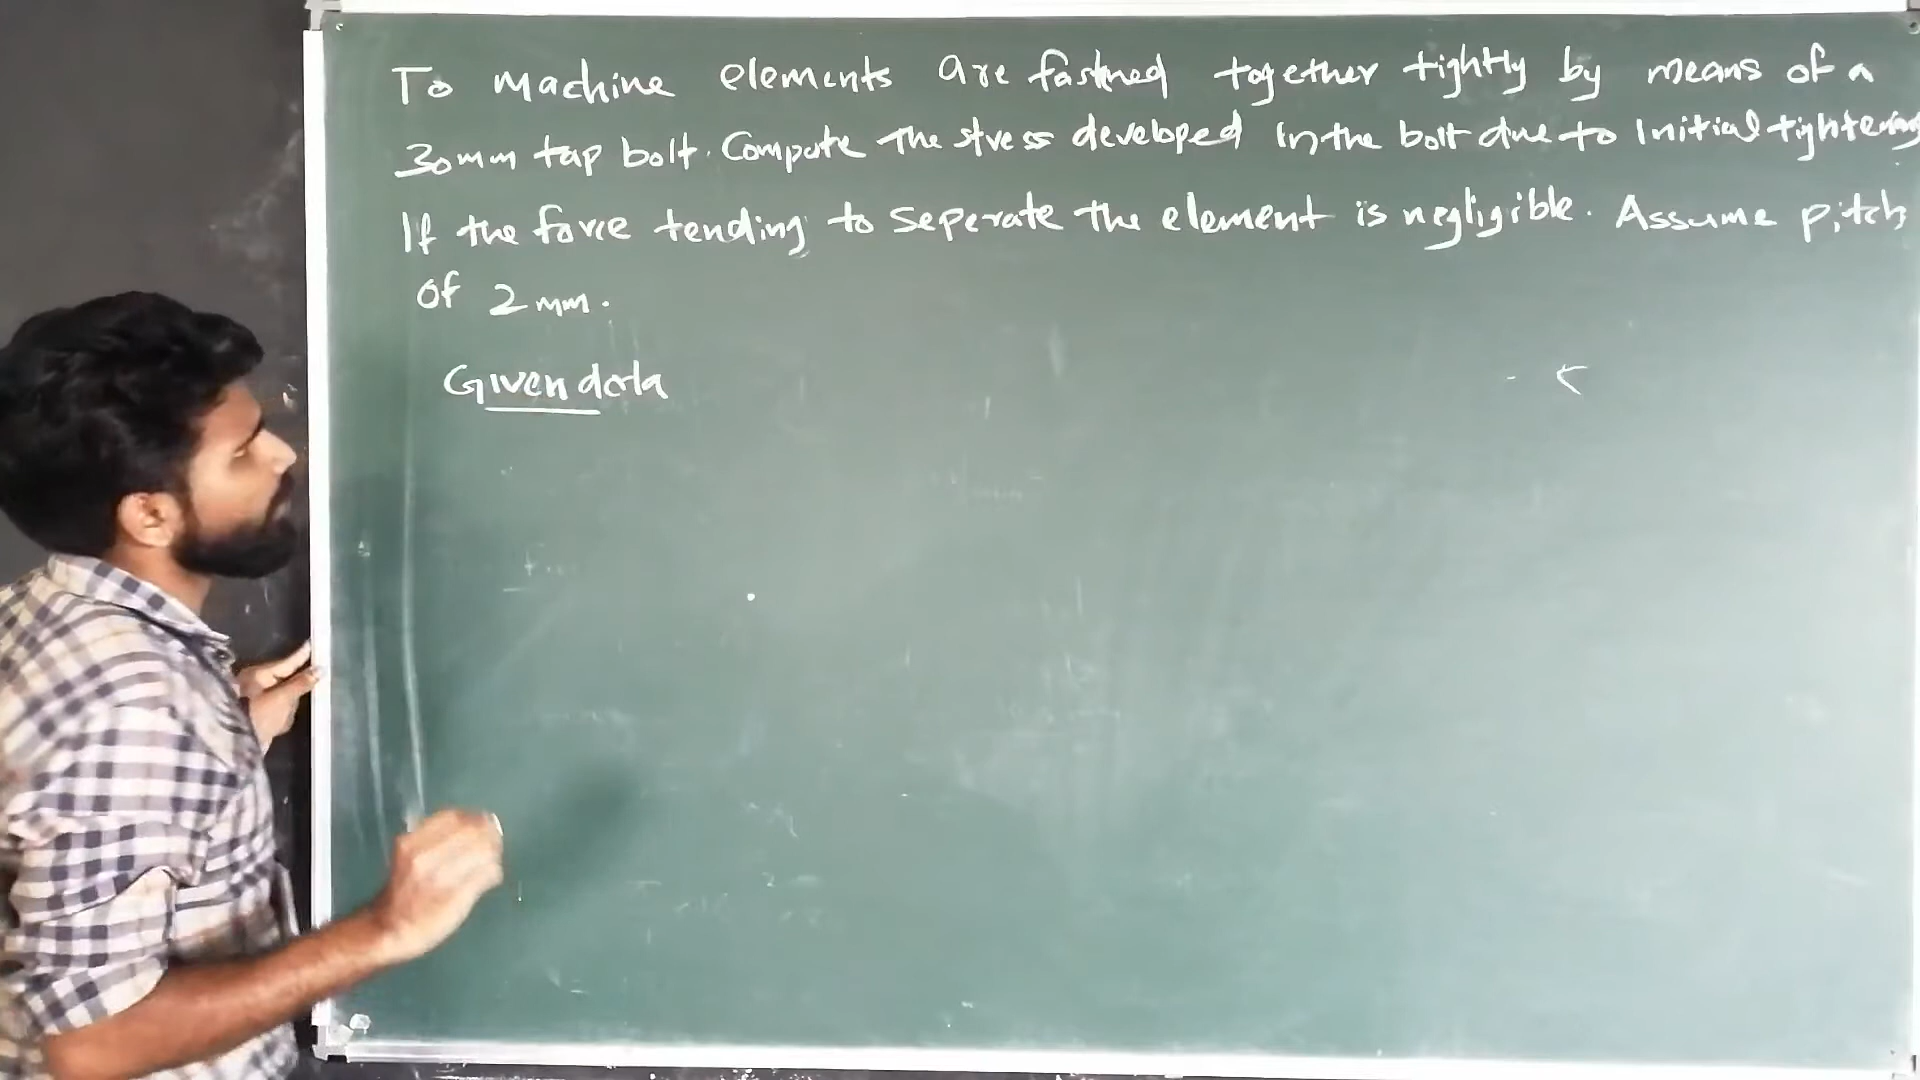 To machine elements are fastned together tightly by means of a
30mm tap bolt. Compute the stress developed in the bolt due to Initial tightening
If the force tending to seperate the element is negligible. Assume pitch
of 2 mm.
Given data